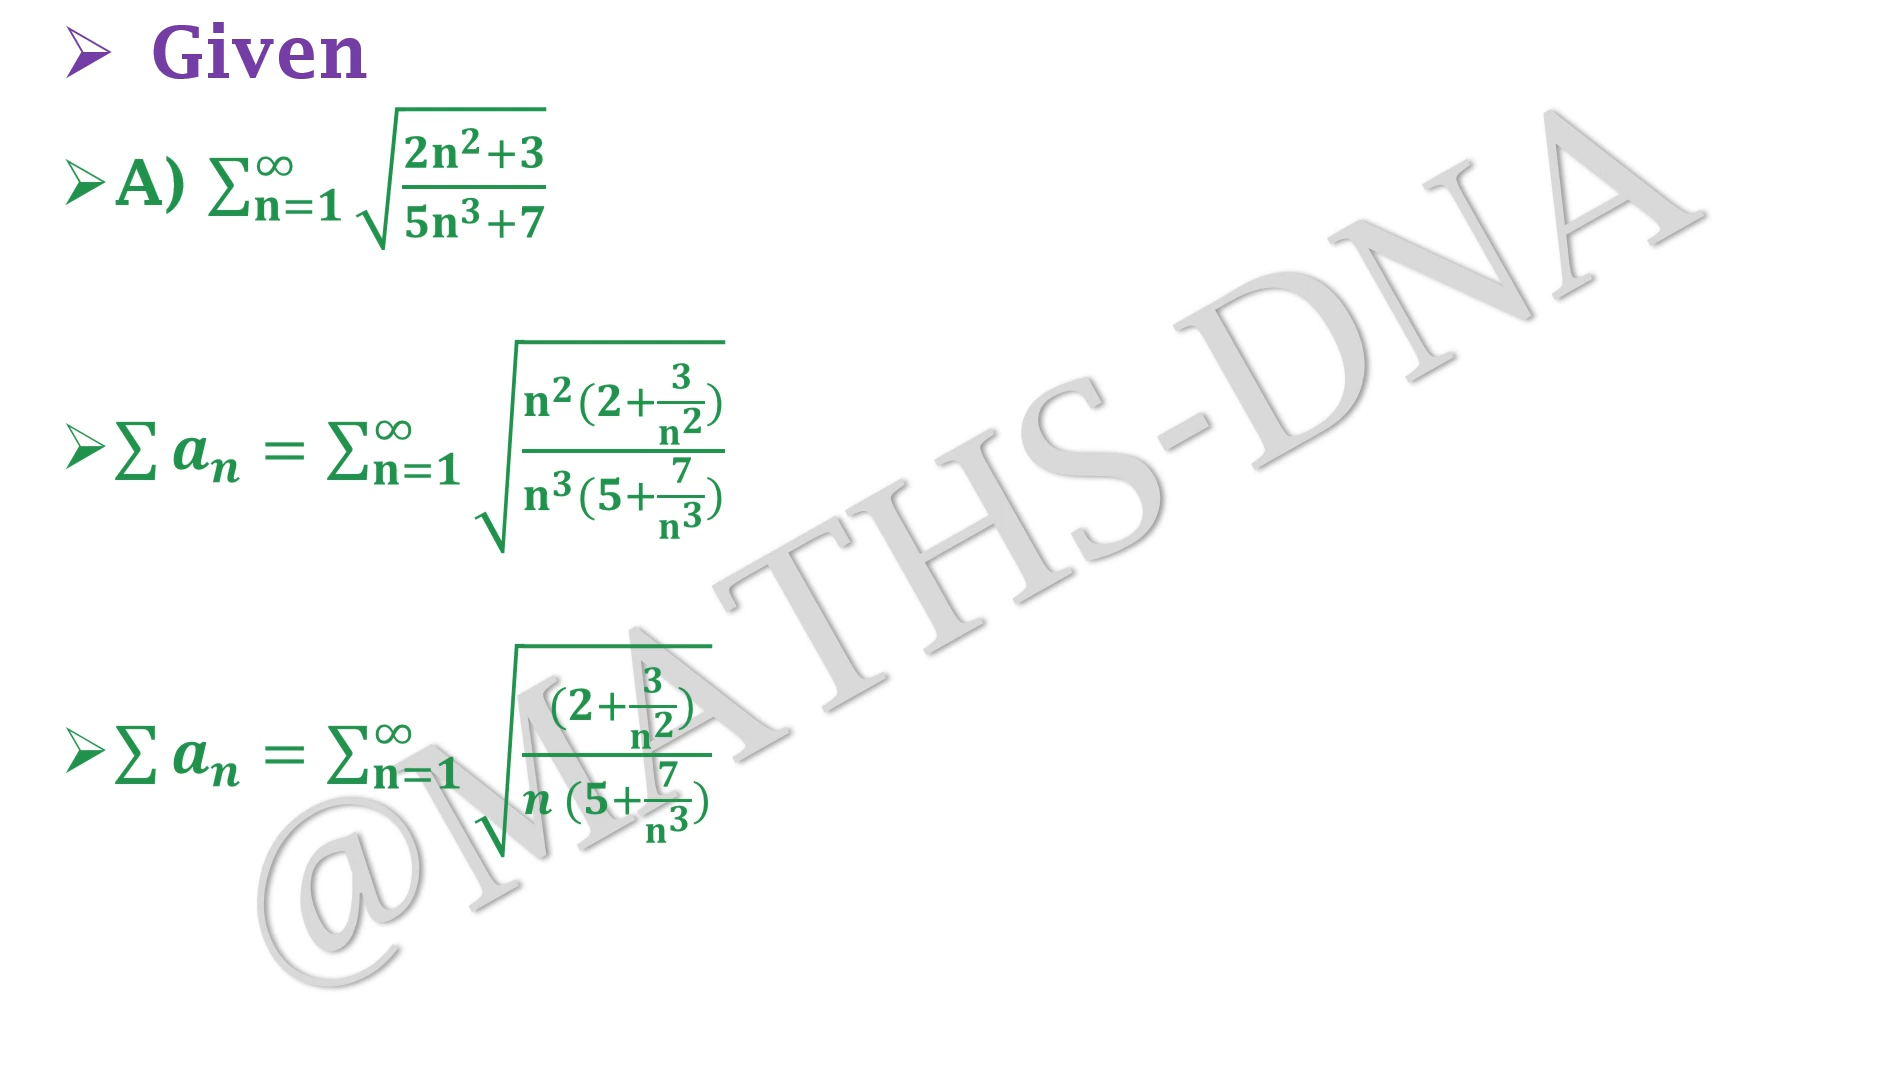 ➢ Given
➢A) ∑_{n=1}^{∞} √((2n²+3)/(5n³+7))
➢∑ aₙ = ∑_{n=1}^{∞} √((n²(2+3/n²))/(n³(5+7/n³)))
➢∑ aₙ = ∑_{n=1}^{∞} √(((2+3/n²))/(n (5+7/n³)))
@MATHS-DNA